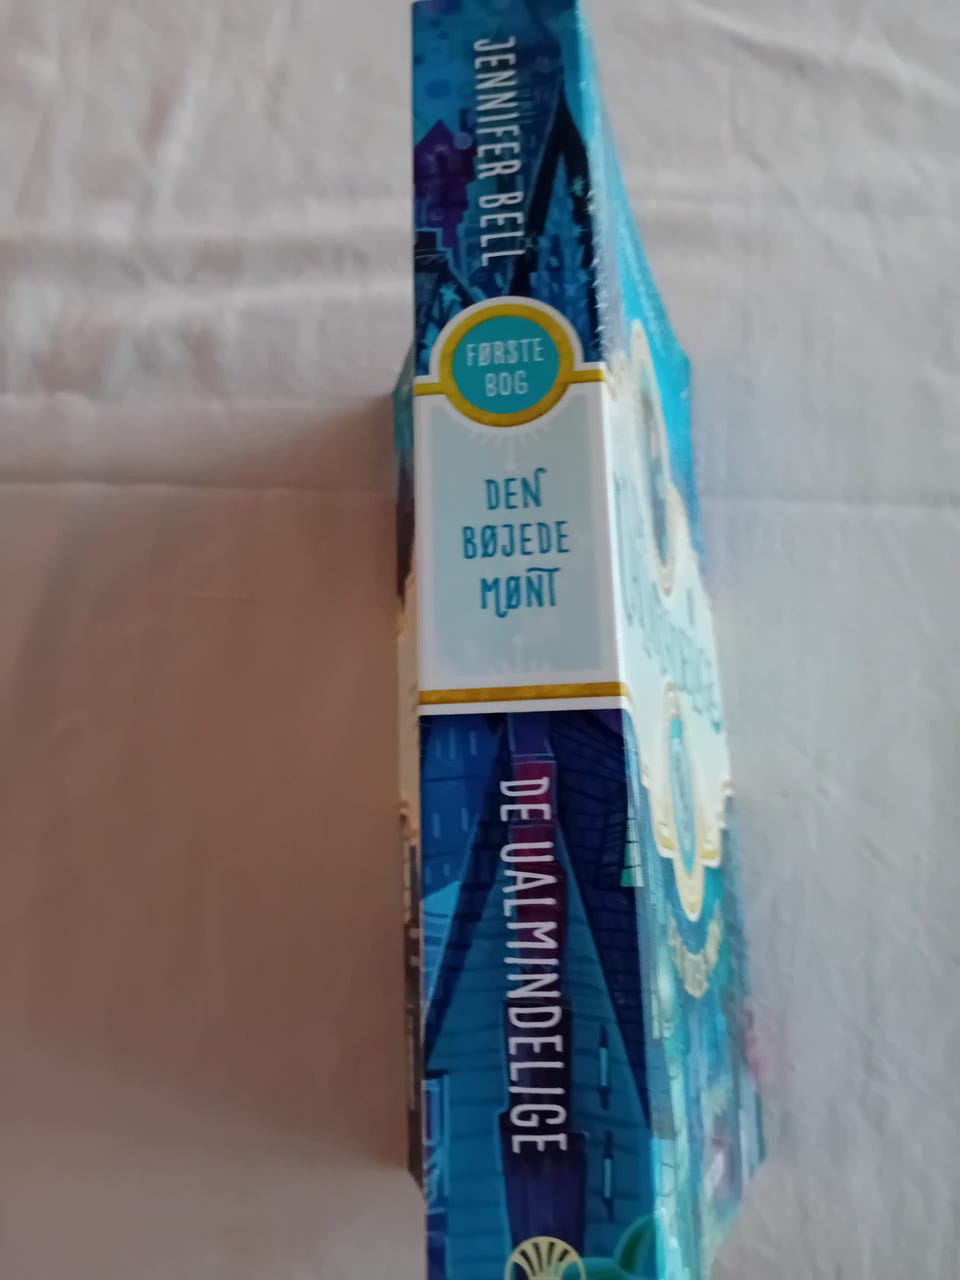 JENNIFER BELL
FØRSTE
BOG
DEN
BØJEDE
MØNT
DE UALMINDELIGE